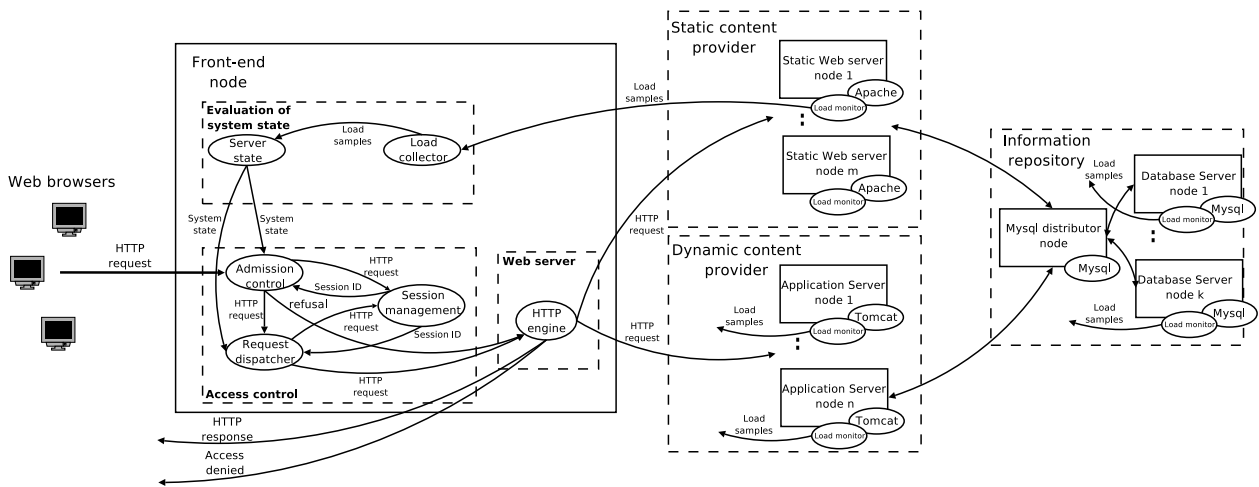 Web browsers
HTTP
request
Front-end
node
Evaluation of
system state
Server
state
Load
samples
Load
collector
System
state
System
state
Admission
control
HTTP
request
Session ID
Session
management
HTTP
request
refusal
HTTP
request
Session ID
Request
dispatcher
HTTP
request
Access control
Web server
HTTP
engine
HTTP
response
Access
denied
Load
samples
HTTP
request
HTTP
request
Static content
provider
Static Web server
node 1
Apache
Load monitor
Static Web server
node m
Apache
Load monitor
Dynamic content
provider
Application Server
node 1
Tomcat
Load monitor
Load
samples
Application Server
node n
Tomcat
Load monitor
Load
samples
Information
repository
Load
samples
Database Server
node 1
Mysql
Load monitor
Mysql distributor
node
Mysql
Database Server
node k
Mysql
Load monitor
Load
samples